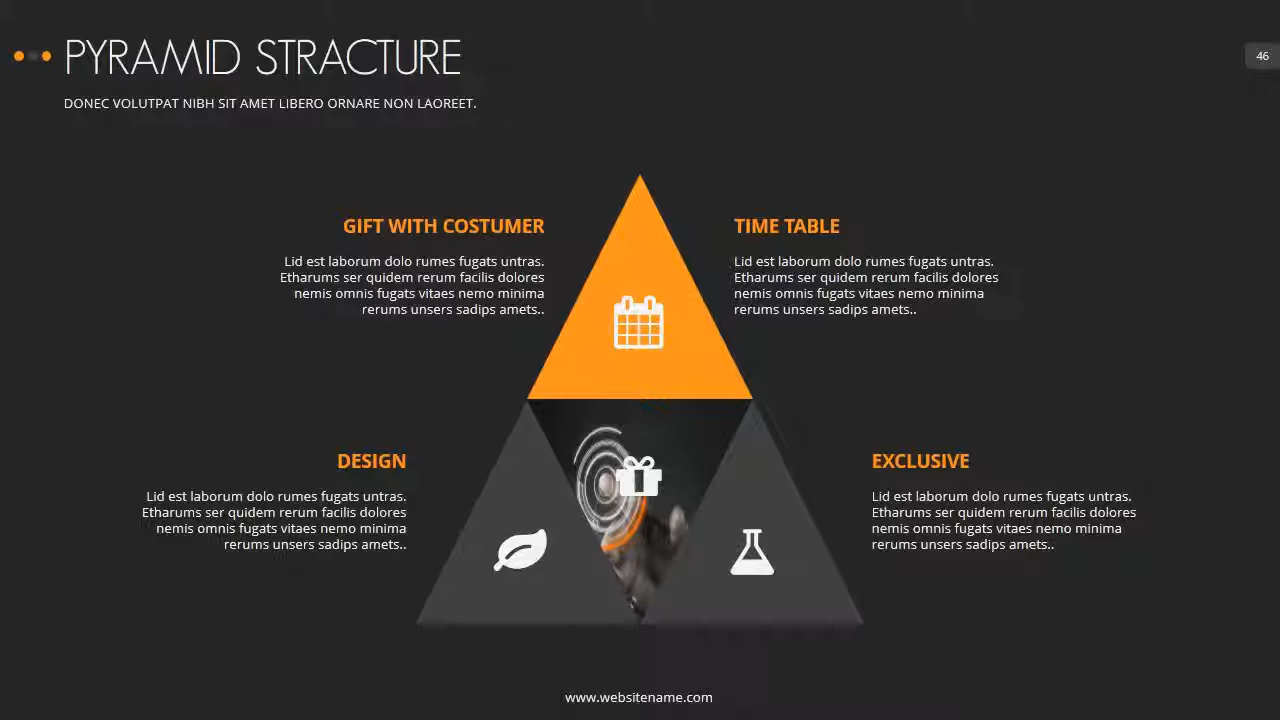 PYRAMID STRACTURE
46
DONEC VOLUTPAT NIBH SIT AMET LIBERO ORNARE NON LAOREET.
GIFT WITH COSTUMER
Lid est laborum dolo rumes fugats untras.
Etharums ser quidem rerum facilis dolores
nemis omnis fugats vitaes nemo minima
rerums unsers sadips amets..
TIME TABLE
Lid est laborum dolo rumes fugats untras.
Etharums ser quidem rerum facilis dolores
nemis omnis fugats vitaes nemo minima
rerums unsers sadips amets..
DESIGN
Lid est laborum dolo rumes fugats untras.
Etharums ser quidem rerum facilis dolores
nemis omnis fugats vitaes nemo minima
rerums unsers sadips amets..
EXCLUSIVE
Lid est laborum dolo rumes fugats untras.
Etharums ser quidem rerum facilis dolores
nemis omnis fugats vitaes nemo minima
rerums unsers sadips amets..
www.websitename.com